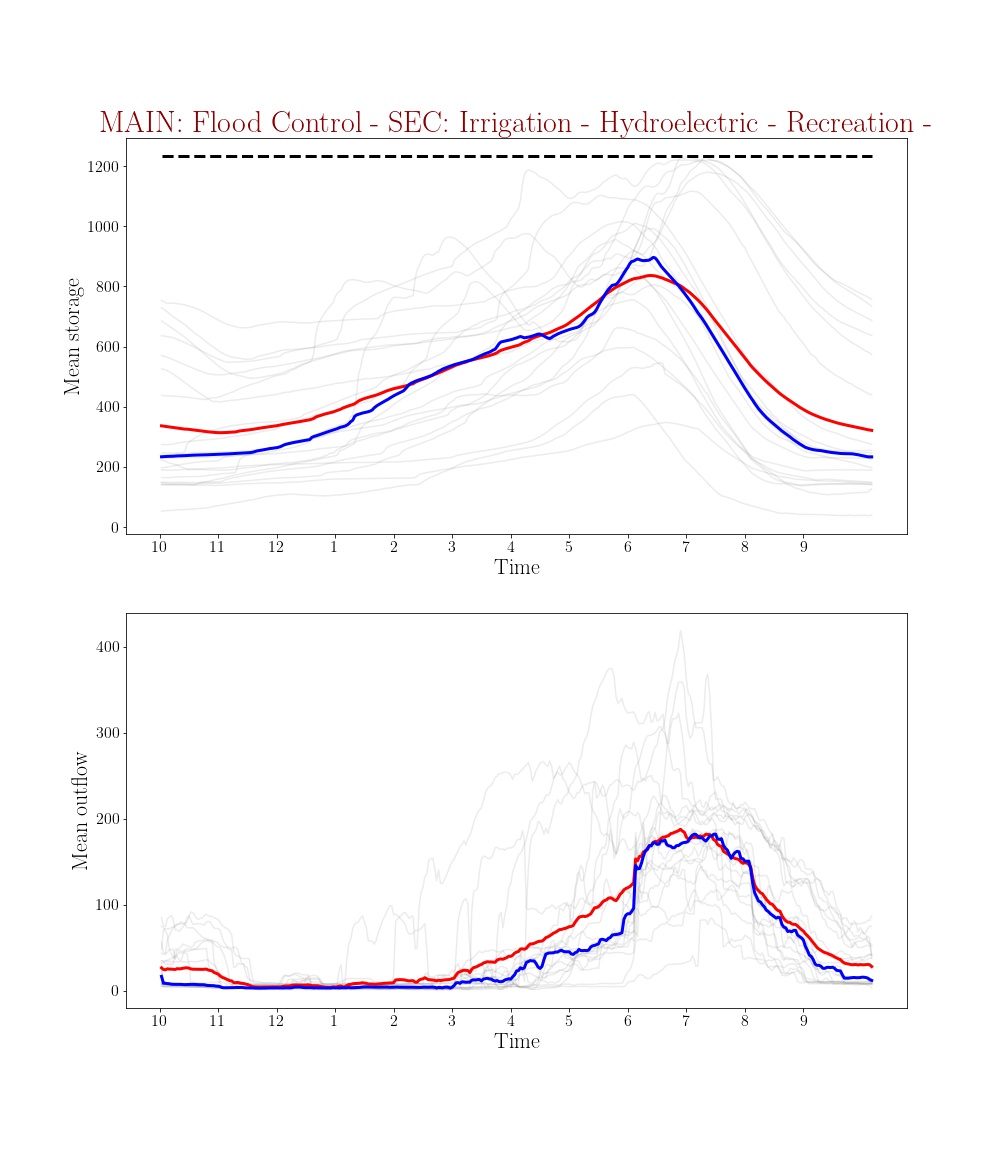 MAIN: Flood Control - SEC: Irrigation - Hydroelectric - Recreation -
1200
1000
800
600
400
200
0
Mean storage
10 11 12 1 2 3 4 5 6 7 8 9
Time
400
300
200
100
0
Mean outflow
10 11 12 1 2 3 4 5 6 7 8 9
Time